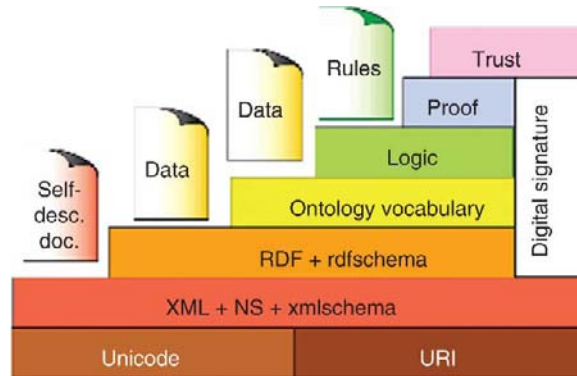 Rules
Trust
Data
Proof
Data
Logic
Self-
desc.
doc.
Ontology vocabulary
Digital signature
RDF + rdfschema
XML + NS + xmlschema
Unicode
URI